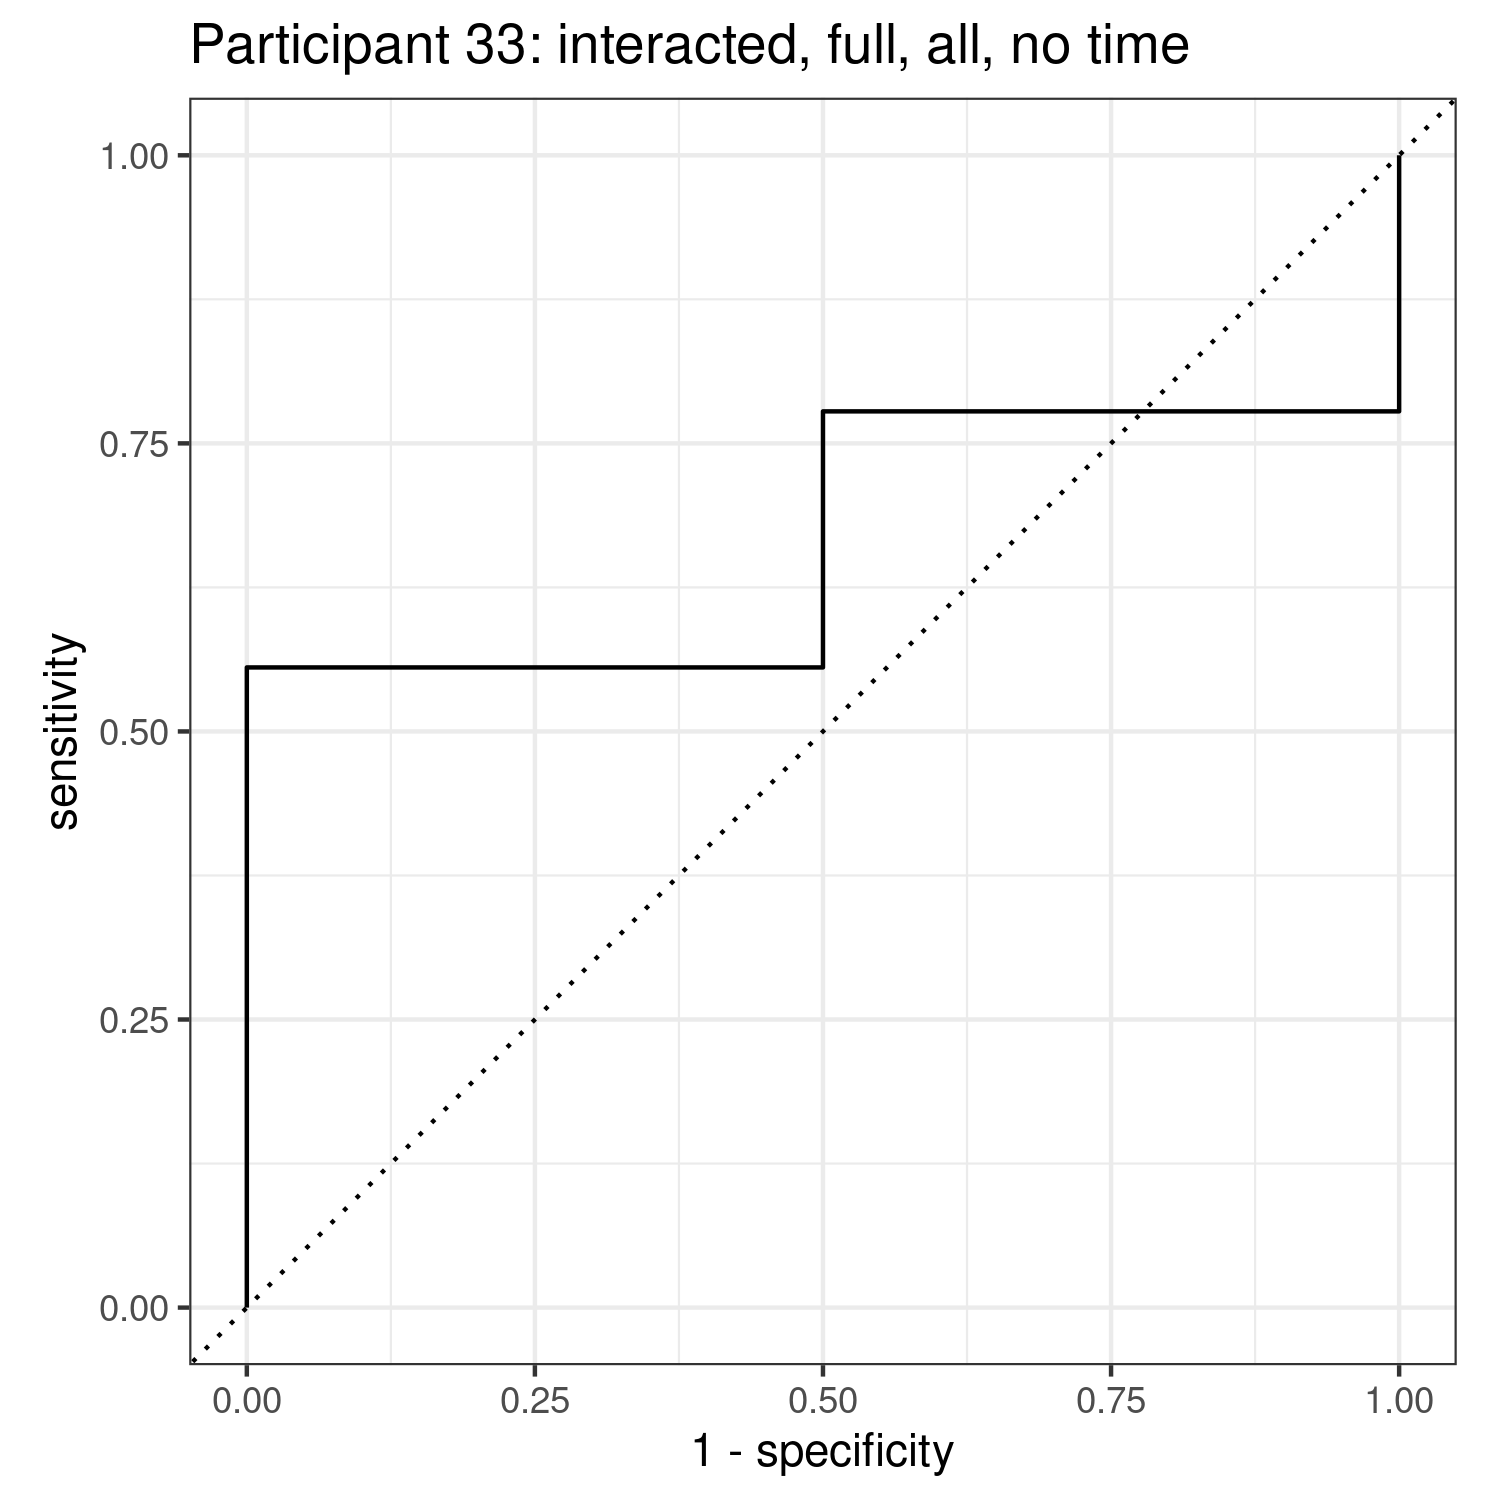 Participant 33: interacted, full, all, no time
1.00
0.75
0.50
0.25
0.00
sensitivity
0.00 0.25 0.50 0.75 1.00
1 - specificity